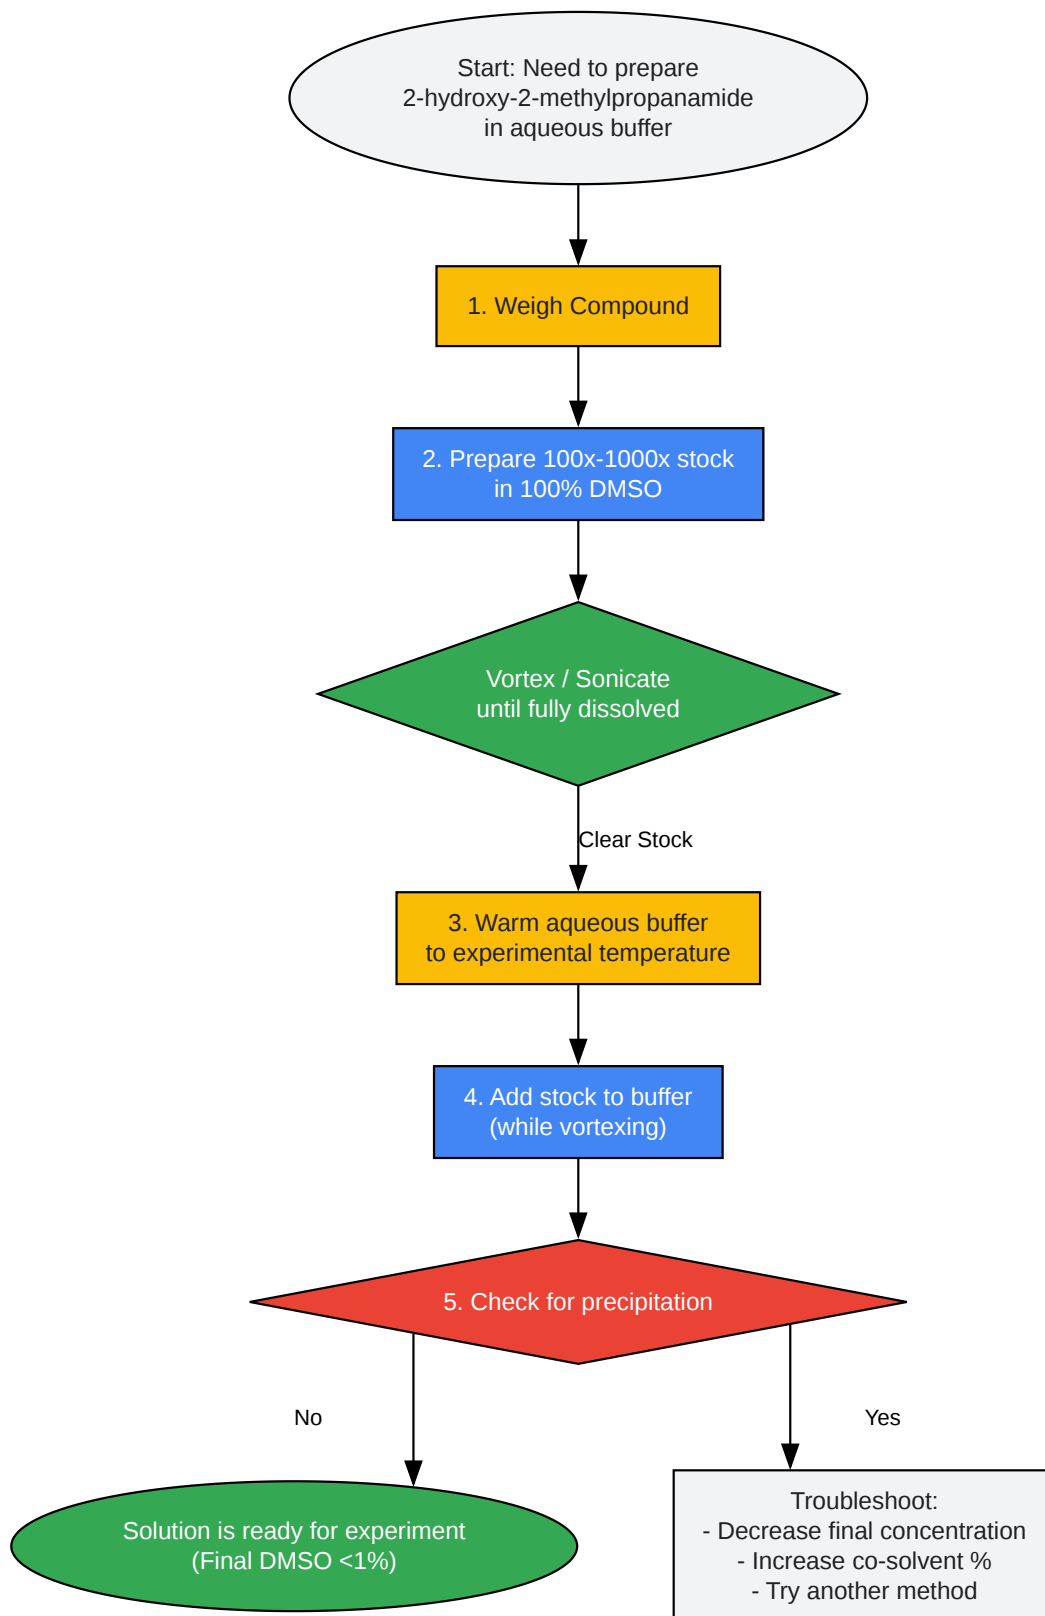 Start: Need to prepare
2-hydroxy-2-methylpropanamide
in aqueous buffer
1. Weigh Compound
2. Prepare 100x-1000x stock
in 100% DMSO
Vortex / Sonicate
until fully dissolved
Clear Stock
3. Warm aqueous buffer
to experimental temperature
4. Add stock to buffer
(while vortexing)
5. Check for precipitation
No
Yes
Solution is ready for experiment
(Final DMSO <1%)
Troubleshoot:
- Decrease final concentration
- Increase co-solvent %
- Try another method